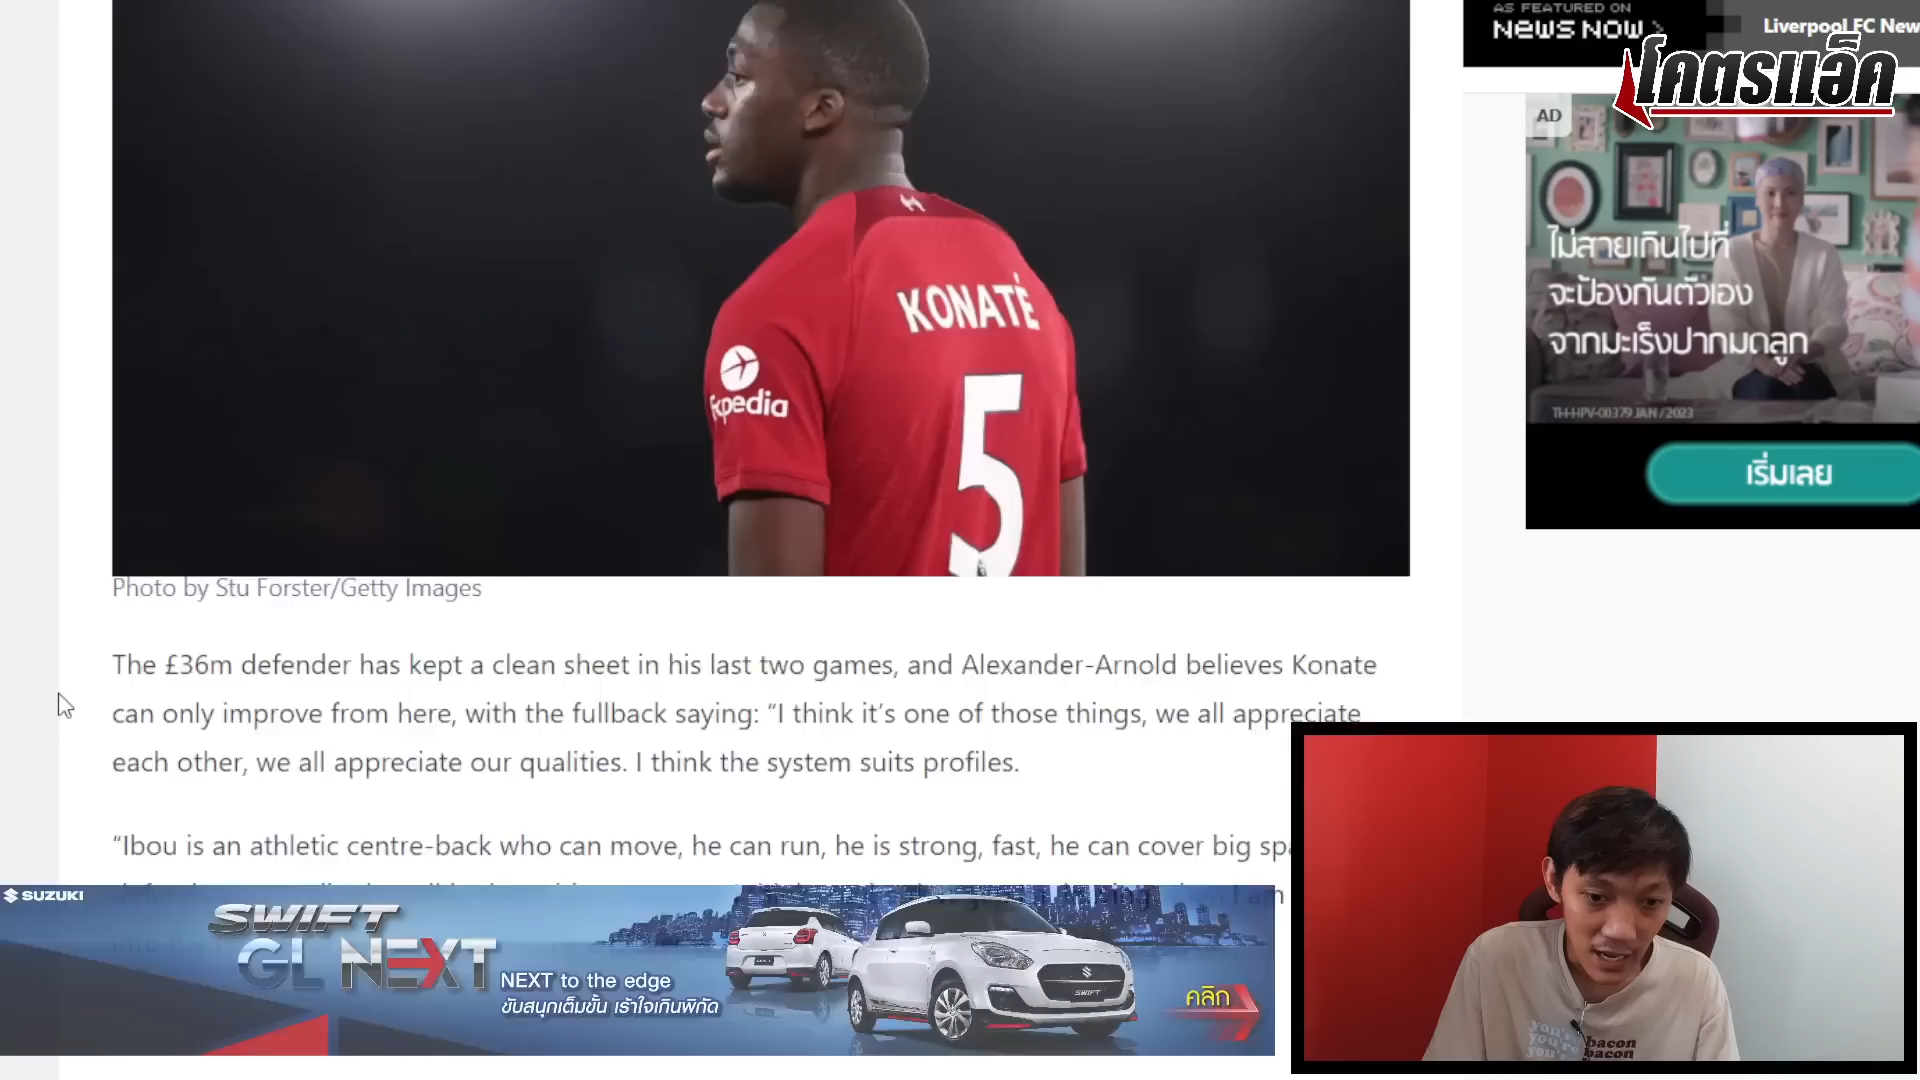 AS FEATURED ON
NEWS NOW
Liverpool FC New
โคตรแอ็ค
AD
ไม่สายเกินไปที่
จะป้องกันตัวเอง
จากมะเร็งปากมดลูก
TH-HPV-00379 JAN/2023
เริ่มเลย
KONATÉ
5
Expedia
Photo by Stu Forster/Getty Images
The £36m defender has kept a clean sheet in his last two games, and Alexander-Arnold believes Konate
can only improve from here, with the fullback saying: “I think it’s one of those things, we all appreciate
each other, we all appreciate our qualities. I think the system suits profiles.
“Ibou is an athletic centre-back who can move, he can run, he is strong, fast, he can cover big
SUZUKI
SWIFT
GL NEXT
NEXT to the edge
ขับสนุกเต็มขั้น เร้าใจเกินพิกัด
SWIFT
คลิก
you're
you're
you're
bacon
bacon